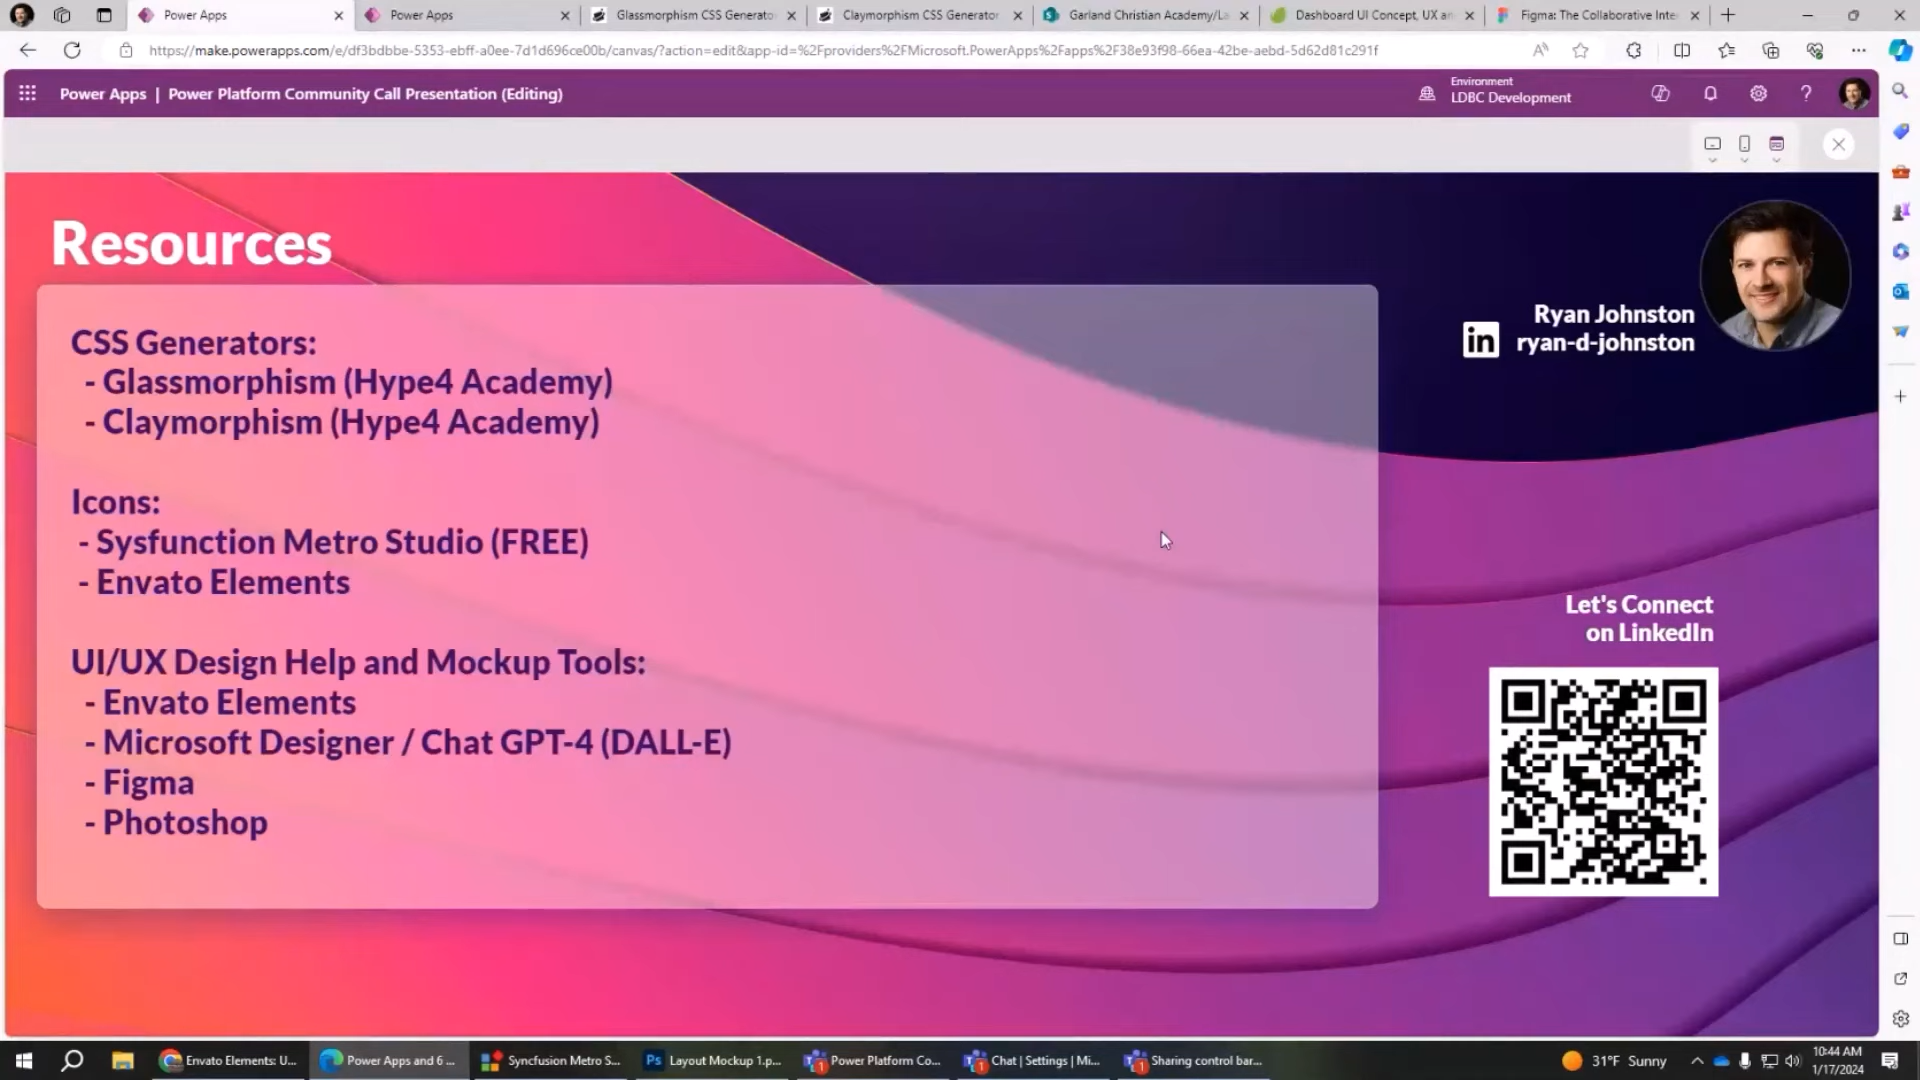 Power Apps
Power Apps
Glassmorphism CSS Generato
Claymorphism CSS Generator
Garland Christian Academy/La
Dashboard UI Concept, UX an
Figma: The Collaborative Inte
https://make.powerapps.com/e/df3bdbbe-5353-ebff-a0ee-7d1d696ce00b/canvas/?action=edit&app-id=%2Fproviders%2FMicrosoft.PowerApps%2Fapps%2F38e93f98-66ea-42be-aebd-5d62d81c291f
Power Apps | Power Platform Community Call Presentation (Editing)
Environment
LDBC Development
Resources
CSS Generators:
- Glassmorphism (Hype4 Academy)
- Claymorphism (Hype4 Academy)
Icons:
- Sysfunction Metro Studio (FREE)
- Envato Elements
UI/UX Design Help and Mockup Tools:
- Envato Elements
- Microsoft Designer / Chat GPT-4 (DALL-E)
- Figma
- Photoshop
Ryan Johnston
in ryan-d-johnston
Let's Connect
on LinkedIn
Envato Elements: U...
Power Apps and 6 ...
Syncfusion Metro S...
Ps Layout Mockup 1.p...
Power Platform Co...
Chat | Settings | Mi...
Sharing control bar...
31°F Sunny
10:44 AM
1/17/2024